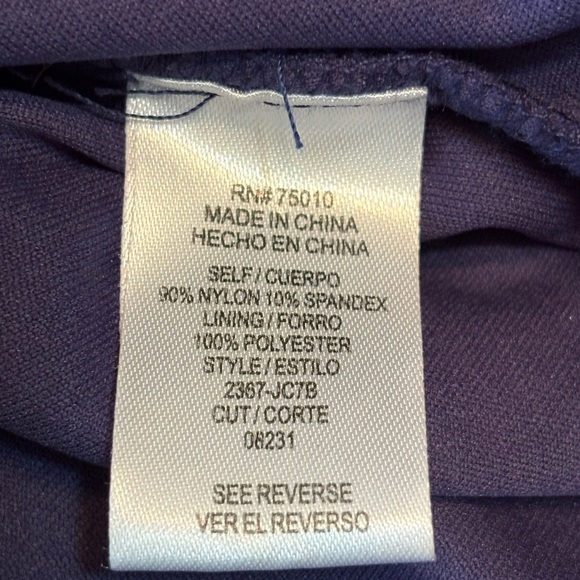 RN# 75010
MADE IN CHINA
HECHO EN CHINA
SELF / CUERPO
90% NYLON 10% SPANDEX
LINING / FORRO
100% POLYESTER
STYLE / ESTILO
2367-JC7B
CUT / CORTE
08231
SEE REVERSE
VER EL REVERSO